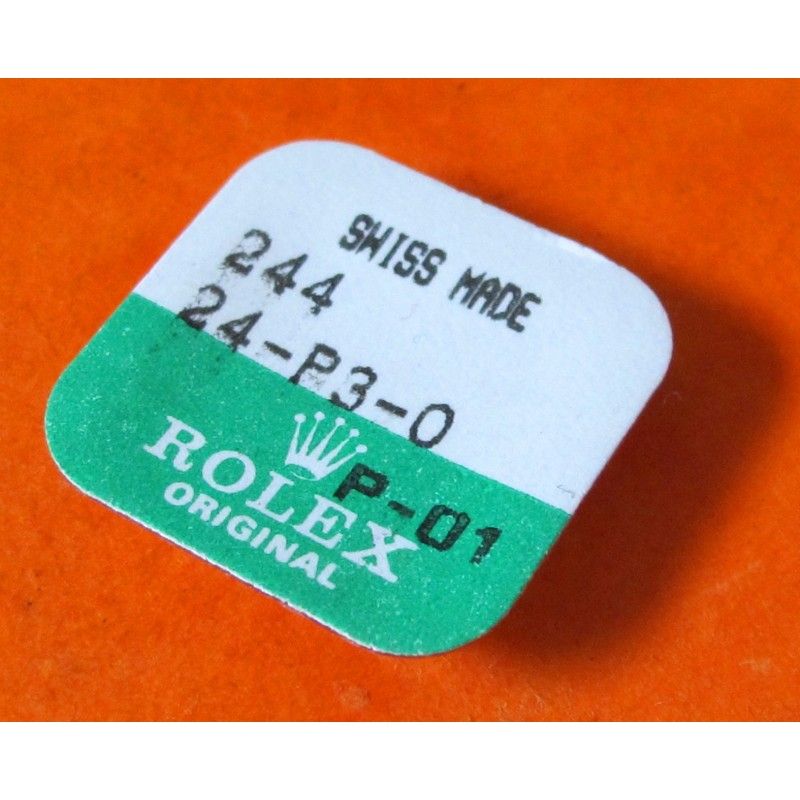 SWISS MADE
244
24-P3-0
P-01
ROLEX
ORIGINAL